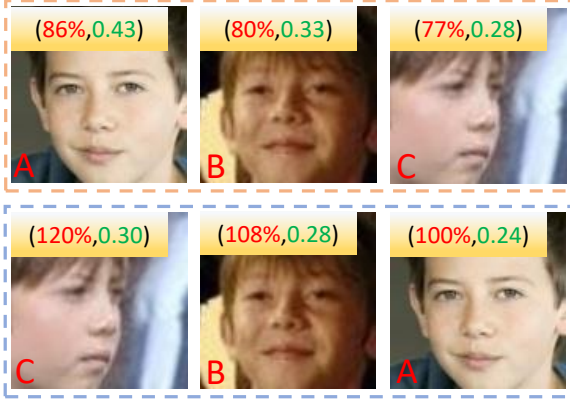 (86%,0.43)
(80%,0.33)
(77%,0.28)
A
B
C
(120%,0.30)
(108%,0.28)
(100%,0.24)
C
B
A